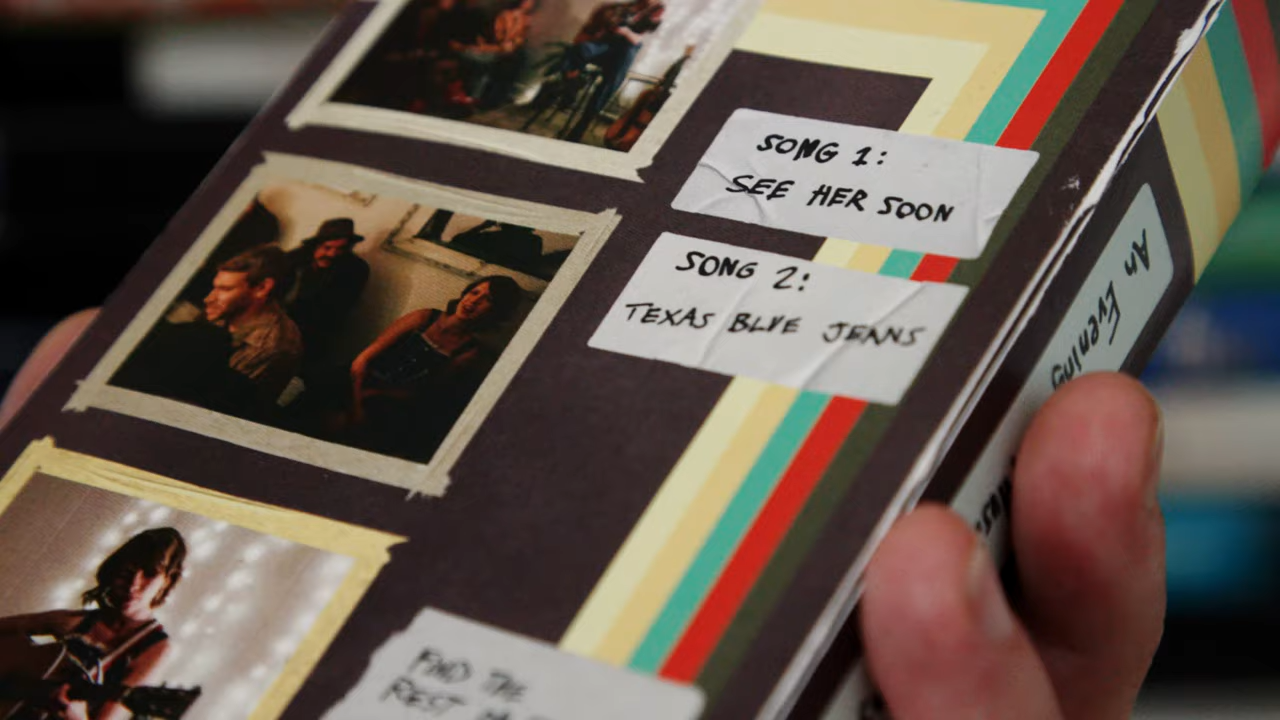 SONG 1:
SEE HER SOON
SONG 2:
TEXAS BLUE JEANS
FIND THE
REST
An Evening